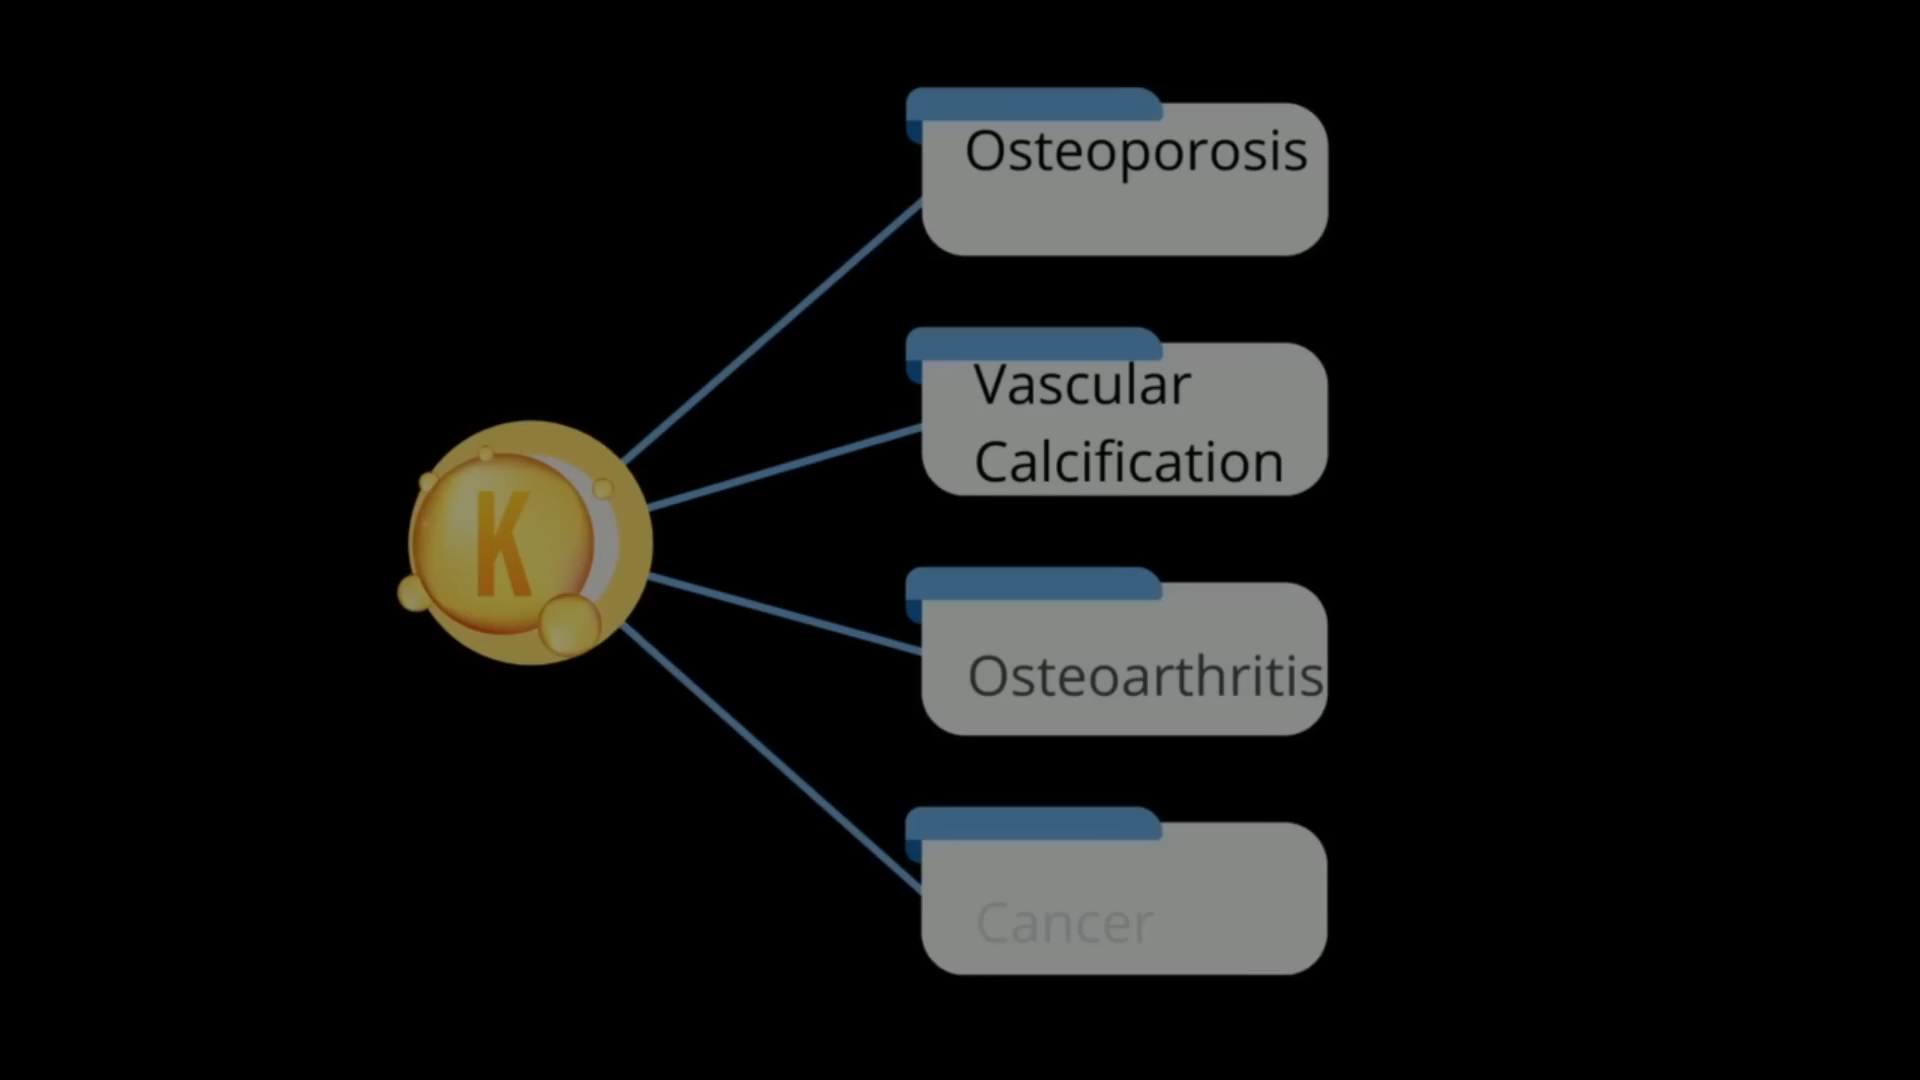 K
Osteoporosis
Vascular
Calcification
Osteoarthritis
Cancer